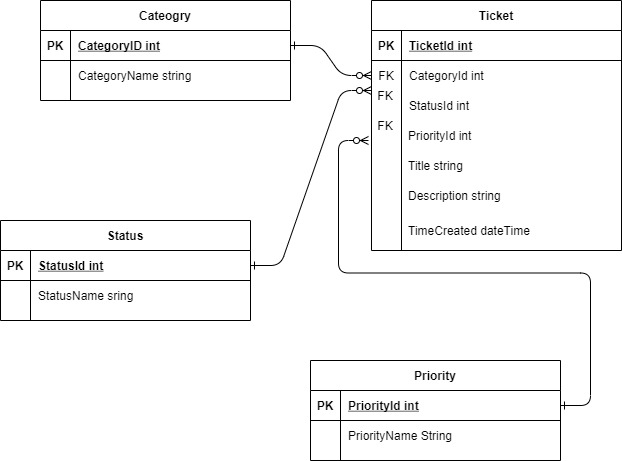 Cateogry
PK CategoryID int
CategoryName string
Ticket
PK TicketId int
FK CategoryId int
FK StatusId int
FK PriorityId int
Title string
Description string
TimeCreated dateTime
Status
PK StatusId int
StatusName sring
Priority
PK PriorityId int
PriorityName String